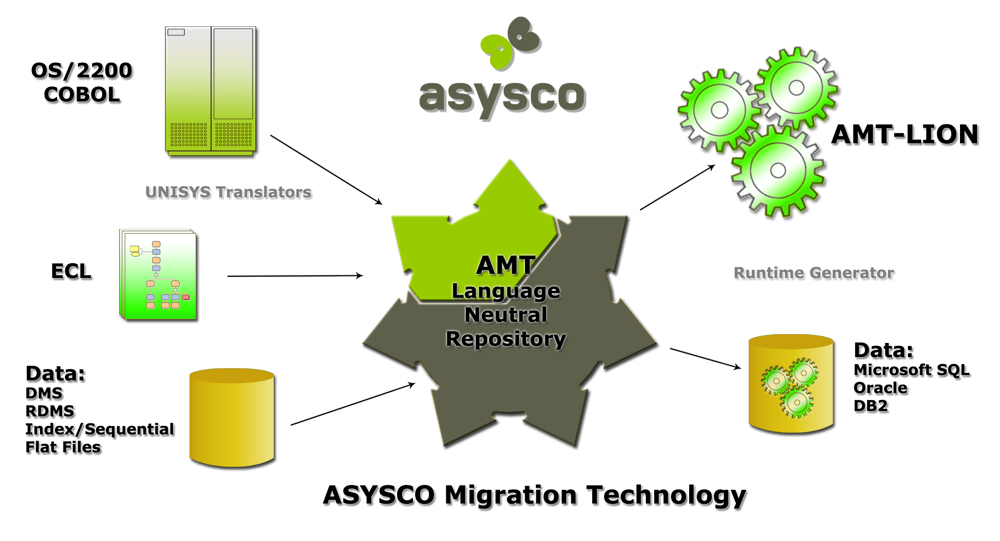 asysco
OS/2200
COBOL
UNISYS Translators
ECL
Data:
DMS
RDMS
Index/Sequential
Flat Files
AMT
Language
Neutral
Repository
AMT-LION
Runtime Generator
Data:
Microsoft SQL
Oracle
DB2
ASYSCO Migration Technology